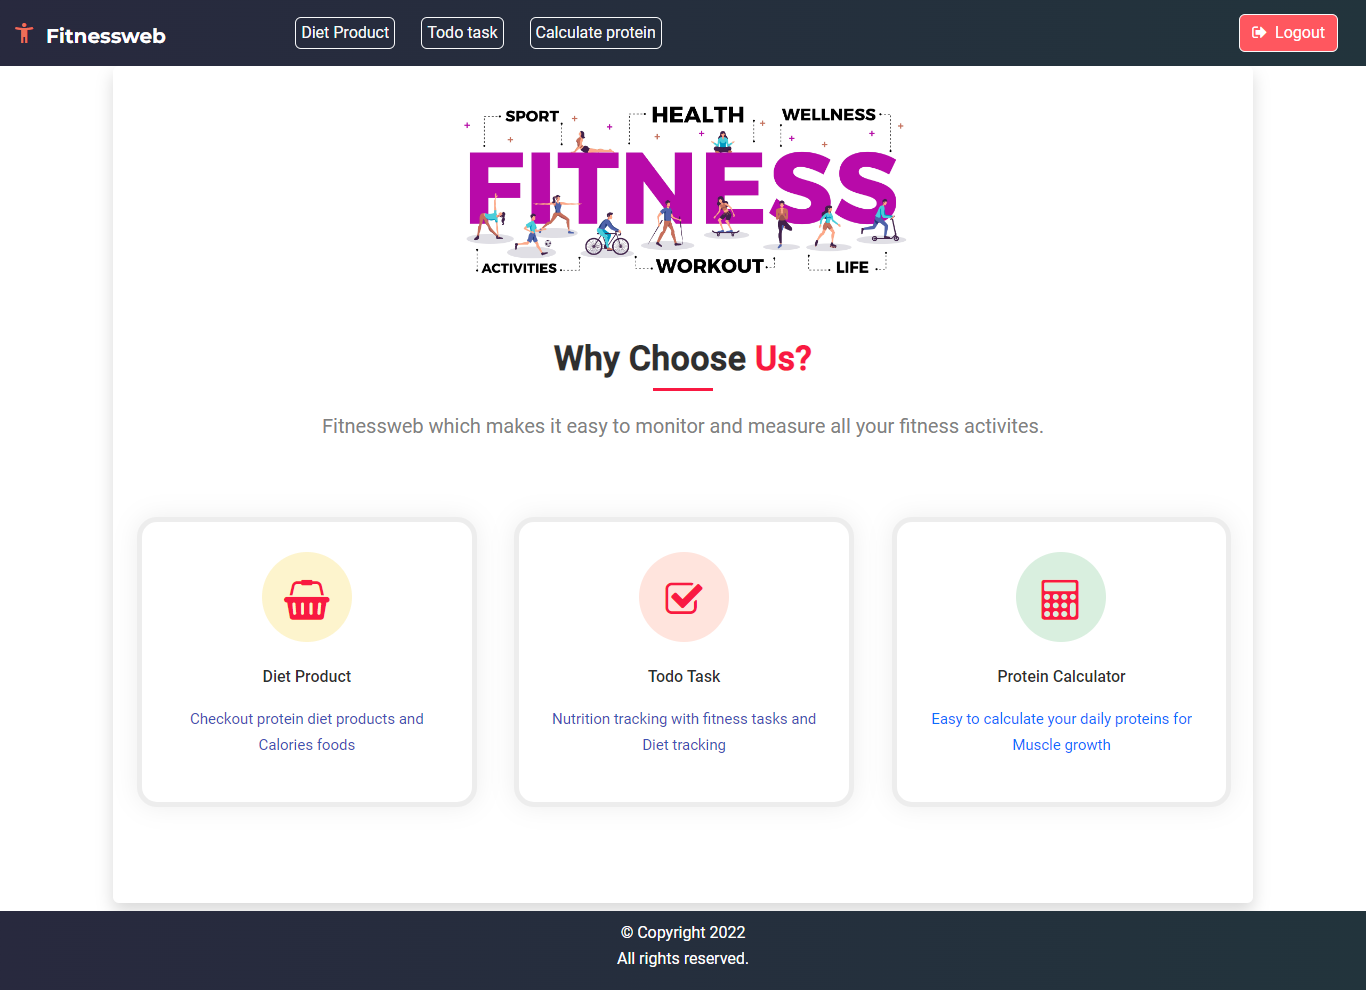 Fitnessweb
Diet Product
Todo task
Calculate protein
Logout
SPORT
HEALTH
WELLNESS
FITNESS
ACTIVITIES
WORKOUT
LIFE
Why Choose Us?
Fitnessweb which makes it easy to monitor and measure all your fitness activites.
Diet Product
Checkout protein diet products and
Calories foods
Todo Task
Nutrition tracking with fitness tasks and
Diet tracking
Protein Calculator
Easy to calculate your daily proteins for
Muscle growth
© Copyright 2022
All rights reserved.